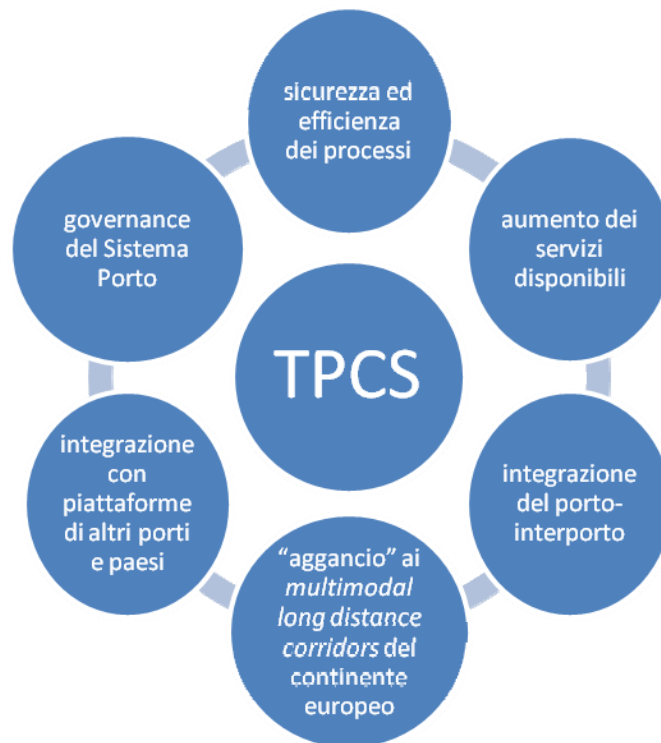 sicurezza ed
efficienza
dei processi
governance
del Sistema
Porto
aumento dei
servizi
disponibili
TPCS
integrazione
con
piattaforme
di altri porti
e paesi
integrazione
del porto-
interporto
“aggancio” ai
multimodal
long distance
corridors del
continente
europeo